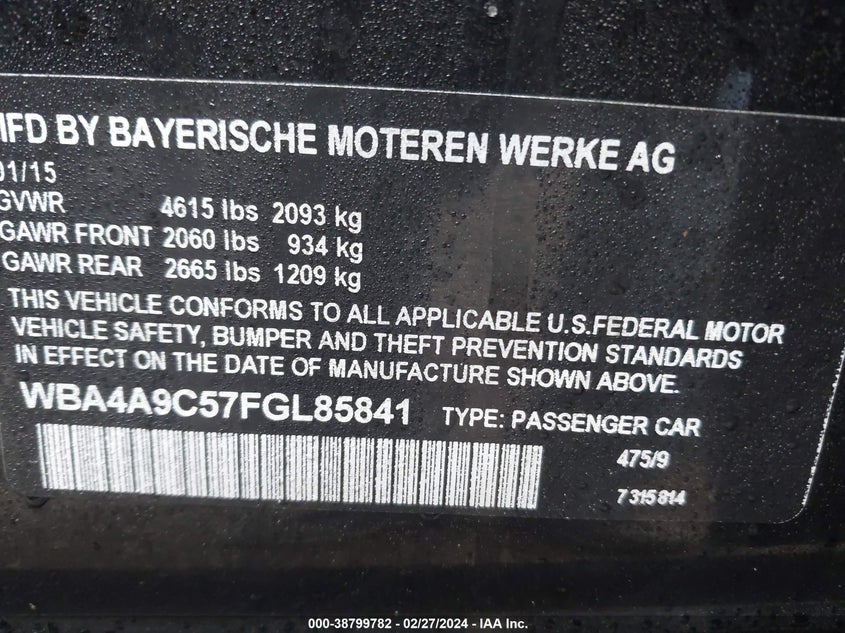 MFD BY BAYERISCHE MOTEREN WERKE AG
01/15
GVWR 4615 lbs 2093 kg
GAWR FRONT 2060 lbs 934 kg
GAWR REAR 2665 lbs 1209 kg
THIS VEHICLE CONFORMS TO ALL APPLICABLE U.S.FEDERAL MOTOR
VEHICLE SAFETY, BUMPER AND THEFT PREVENTION STANDARDS
IN EFFECT ON THE DATE OF MANUFACTURE SHOWN ABOVE.
WBA4A9C57FGL85841 TYPE: PASSENGER CAR
475/9
7315814
000-38799782 - 02/27/2024 - IAA Inc.